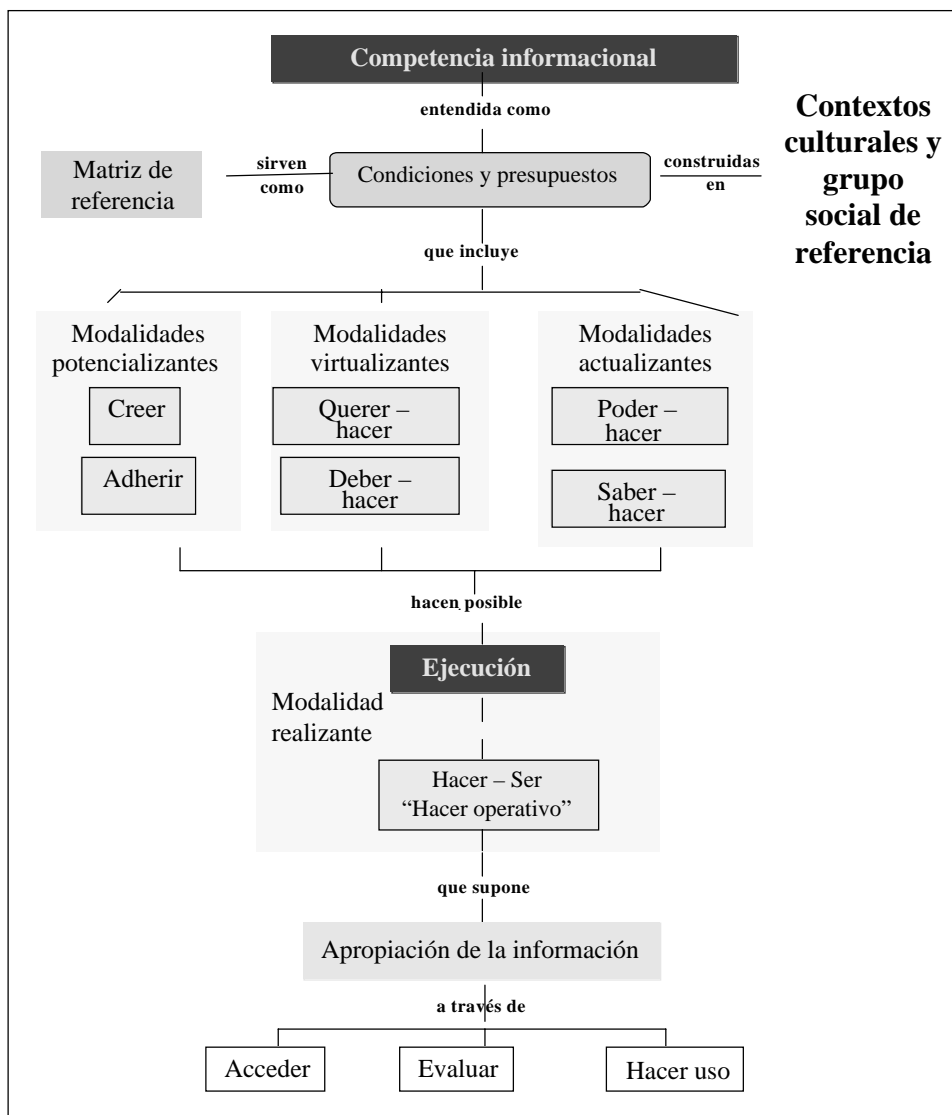 Competencia informacional
entendida como
Contextos
culturales y
grupo
social de
referencia
Matriz de
referencia
sirven
como
Condiciones y presupuestos
construidas
en
que incluye
Modalidades
potencializantes
Creer
Adherir
Modalidades
virtualizantes
Querer –
hacer
Deber –
hacer
Modalidades
actualizantes
Poder –
hacer
Saber –
hacer
hacen posible
Ejecución
Modalidad
realizante
Hacer – Ser
“Hacer operativo”
que supone
Apropiación de la información
a través de
Acceder
Evaluar
Hacer uso